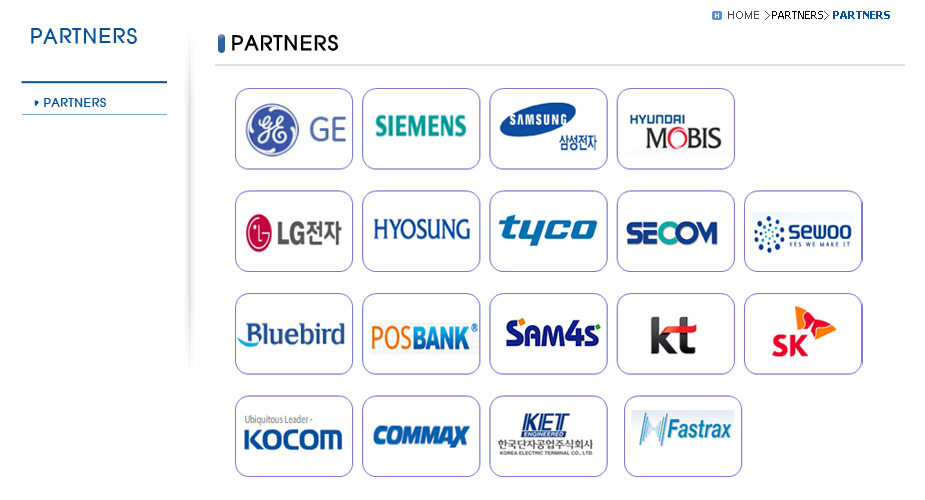 HOME >PARTNERS> PARTNERS
PARTNERS
PARTNERS
PARTNERS
GE GE
SIEMENS
SAMSUNG
삼성전자
HYUNDAI
MOBIS
LG LG전자
HYOSUNG
tyco
SECOM
sewoo
YES WE MAKE IT
Bluebird
POSBANK®
SAM4S
kt
SK
Ubiquitous Leader-
KOCOM
COMMAX
KET
ENGINEERED
한국단자공업주식회사
KOREA ELECTRIC TERMINAL CO., LTD.
Fastrax